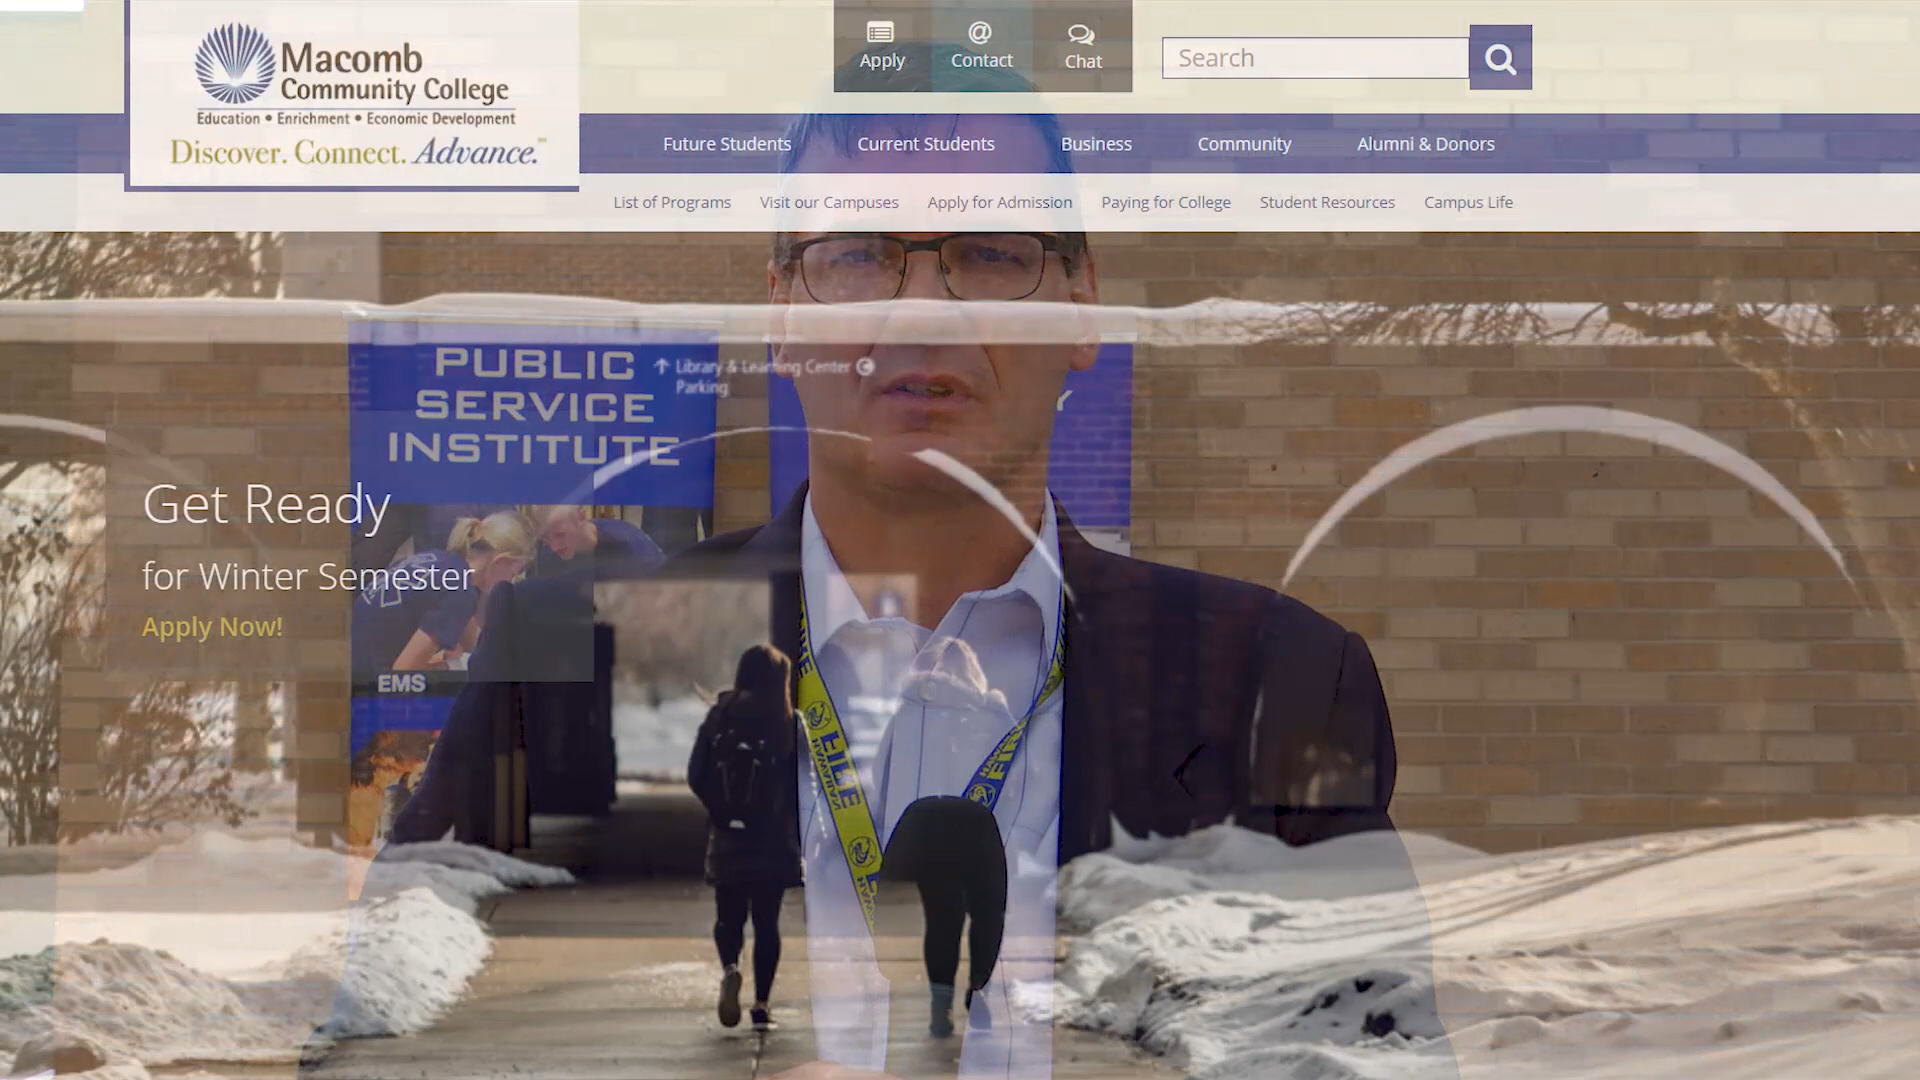 Macomb
Community College
Education • Enrichment • Economic Development
Discover. Connect. Advance.
Apply
Contact
Chat
Search
Future Students
Current Students
Business
Community
Alumni & Donors
List of Programs
Visit our Campuses
Apply for Admission
Paying for College
Student Resources
Campus Life
PUBLIC
SERVICE
INSTITUTE
Library & Learning Center
Parking
Y
Get Ready
for Winter Semester
Apply Now!
EMS